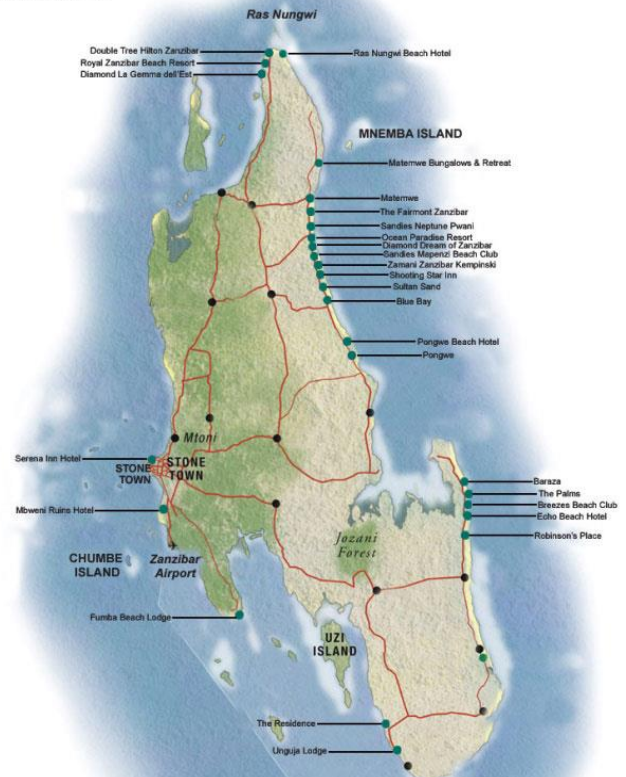 Ras Nungwi
Double Tree Hilton Zanzibar
Ras Nungwi Beach Hotel
Royal Zanzibar Beach Resort
Diamond La Gemma dell'Est
MNEMBA ISLAND
Matemwe Bungalows & Retreat
Matemwe
The Fairmont Zanzibar
Sandies Neptune Pwani
Ocean Paradise Resort
Diamond Dream of Zanzibar
Sandies Mapenzi Beach Club
Zamani Zanzibar Kempinski
Shooting Star Inn
Sultan Sand
Blue Bay
Pongwe Beach Hotel
Pongwe
Mtoni
Serena Inn Hotel
STONE
TOWN
STONE
TOWN
Baraza
The Palms
Breezes Beach Club
Echo Beach Hotel
Mbweni Ruins Hotel
Robinson's Place
Jozani
Forest
CHUMBE
ISLAND
Zanzibar
Airport
Fumba Beach Lodge
UZI
ISLAND
The Residence
Unguja Lodge